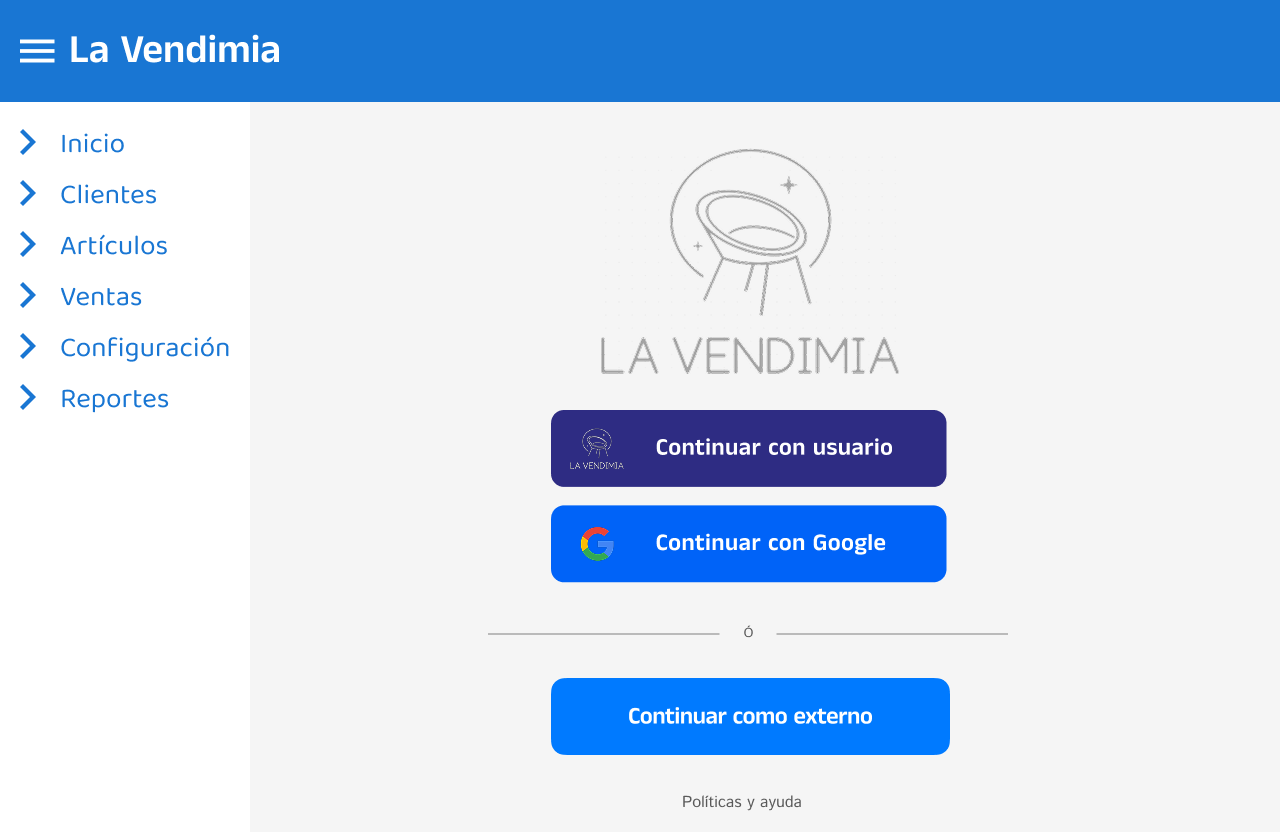 La Vendimia
Inicio
Clientes
Artículos
Ventas
Configuración
Reportes
LA VENDIMIA
LA VENDIMIA
Continuar con usuario
Continuar con Google
Ó
Continuar como externo
Políticas y ayuda